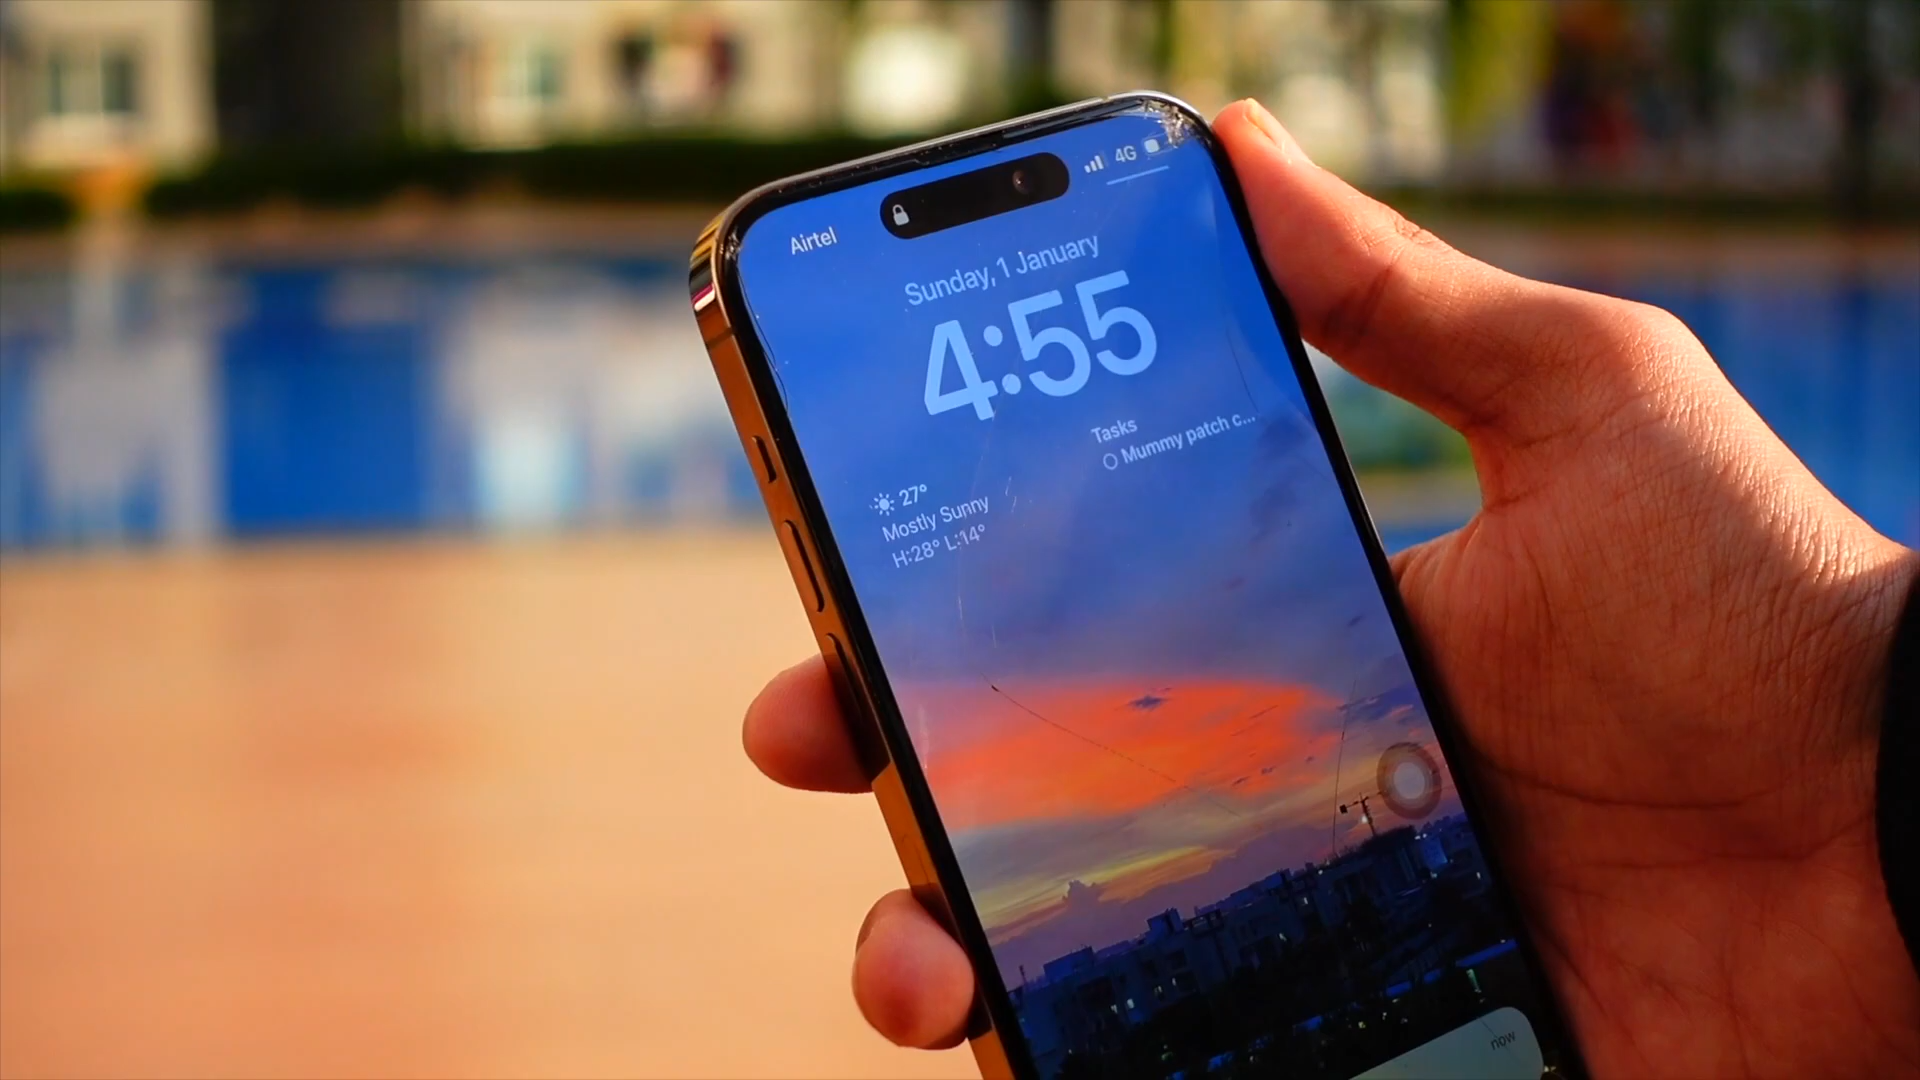 Airtel
4G
Sunday, 1 January
4:55
Tasks
Mummy patch c...
27°
Mostly Sunny
H:28° L:14°
now